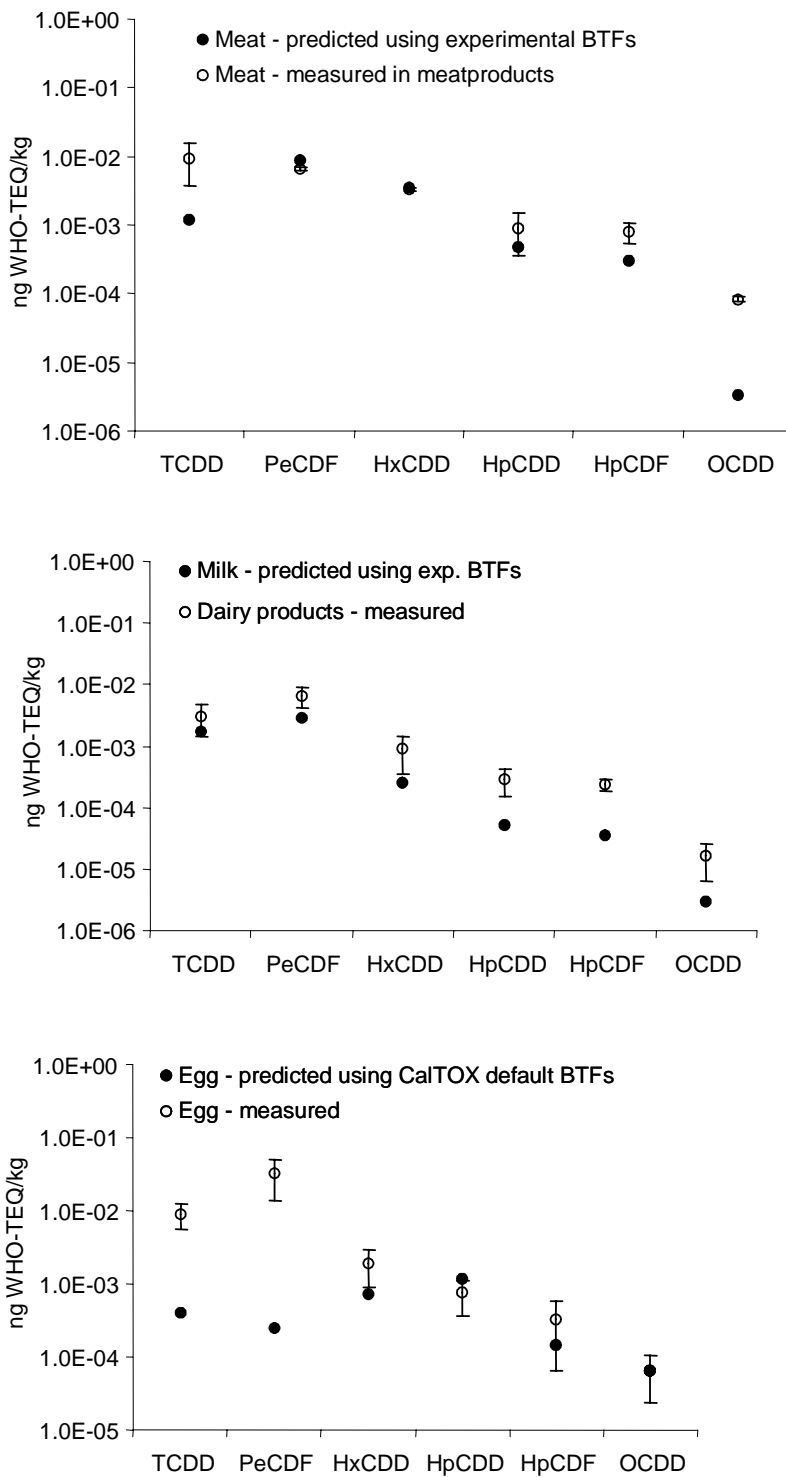 1.0E+00
Meat - predicted using experimental BTFs
Meat - measured in meatproducts
1.0E-01
1.0E-02
1.0E-03
1.0E-04
1.0E-05
1.0E-06
ng WHO-TEQ/kg
TCDD PeCDF HxCDD HpCDD HpCDF OCDD
1.0E+00
Milk - predicted using exp. BTFs
Dairy products - measured
1.0E-01
1.0E-02
1.0E-03
1.0E-04
1.0E-05
1.0E-06
ng WHO-TEQ/kg
TCDD PeCDF HxCDD HpCDD HpCDF OCDD
1.0E+00
Egg - predicted using CalTOX default BTFs
Egg - measured
1.0E-01
1.0E-02
1.0E-03
1.0E-04
1.0E-05
ng WHO-TEQ/kg
TCDD PeCDF HxCDD HpCDD HpCDF OCDD